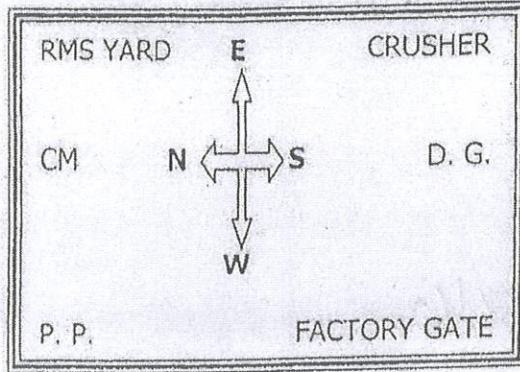 RMS YARD E CRUSHER
CM N S D. G.
W
P. P. FACTORY GATE